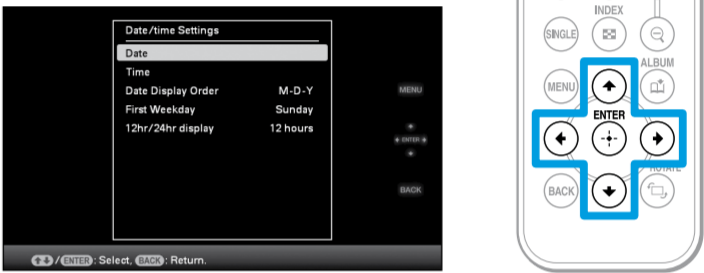 Date/time Settings
Date
Time
Date Display Order M-D-Y
First Weekday Sunday
12hr/24hr display 12 hours
MENU
ENTER
BACK
/ENTER: Select, BACK: Return.
INDEX
SINGLE
ALBUM
MENU
ENTER
ROTATE
BACK